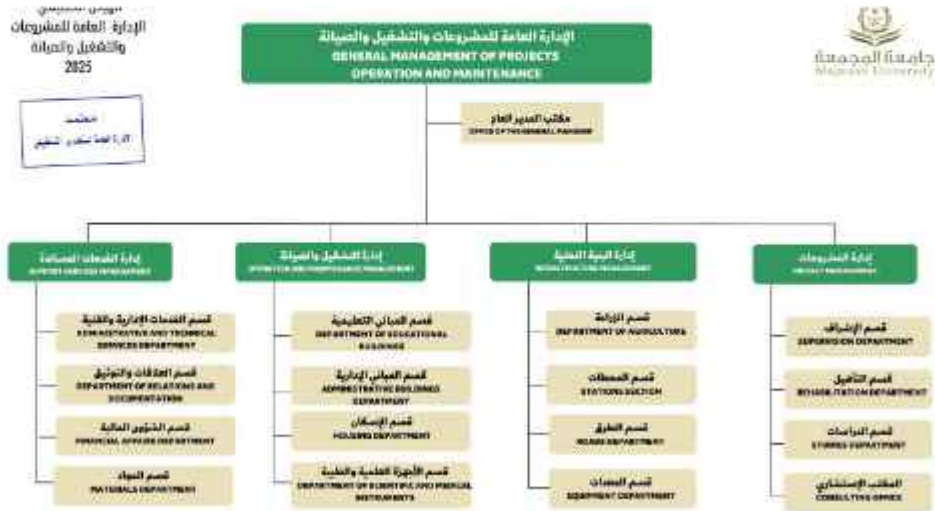 الإدارة العامة للمشروعات
والتشغيل والصيانة
2025
معتمد
جامعة المجمعة
Majmaah University
الإدارة العامة للمشروعات والتشغيل والصيانة
GENERAL MANAGEMENT OF PROJECTS
OPERATION AND MAINTENANCE
مكتب المدير العام
OFFICE OF THE GENERAL MANAGER
إدارة الخدمات المساندة
إدارة التشغيل والصيانة
OPERATION AND MAINTENANCE MANAGEMENT
إدارة البنية التحتية
إدارة المشروعات
قسم الخدمات الإدارية والفنية
ADMINISTRATIVE AND TECHNICAL
SERVICES DEPARTMENT
قسم العلاقات والتوثيق
DEPARTMENT OF RELATIONS AND
DOCUMENTATION
قسم الشؤون المالية
FINANCIAL AFFAIRS DEPARTMENT
قسم المواد
MATERIALS DEPARTMENT
قسم المباني التعليمية
DEPARTMENT OF EDUCATIONAL
BUILDINGS
قسم المباني الإدارية
ADMINISTRATIVE BUILDINGS
DEPARTMENT
قسم الإسكان
HOUSING DEPARTMENT
قسم الأجهزة العلمية والطبية
DEPARTMENT OF SCIENTIFIC AND MEDICAL
INSTRUMENTS
قسم الزراعة
DEPARTMENT OF AGRICULTURE
قسم المحطات
STATIONS SECTION
قسم الطرق
ROADS DEPARTMENT
قسم المعدات
EQUIPMENT DEPARTMENT
قسم الإشراف
SUPERVISION DEPARTMENT
قسم التأهيل
REHABILITATION DEPARTMENT
قسم الدراسات
STUDIES DEPARTMENT
المكتب الإستشاري
CONSULTING OFFICE